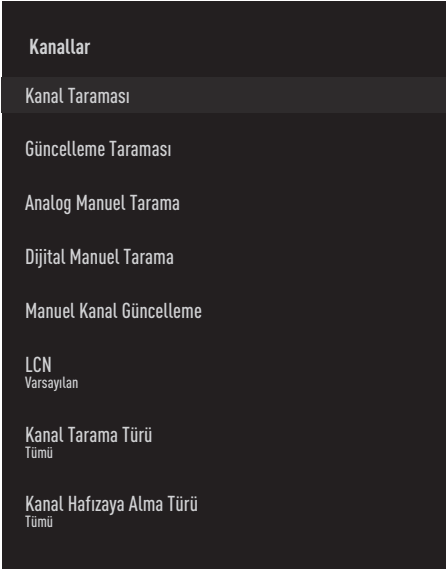 Kanallar
Kanal Taraması
Güncelleme Taraması
Analog Manuel Tarama
Dijital Manuel Tarama
Manuel Kanal Güncelleme
LCN
Varsayılan
Kanal Tarama Türü
Tümü
Kanal Hafızaya Alma Türü
Tümü